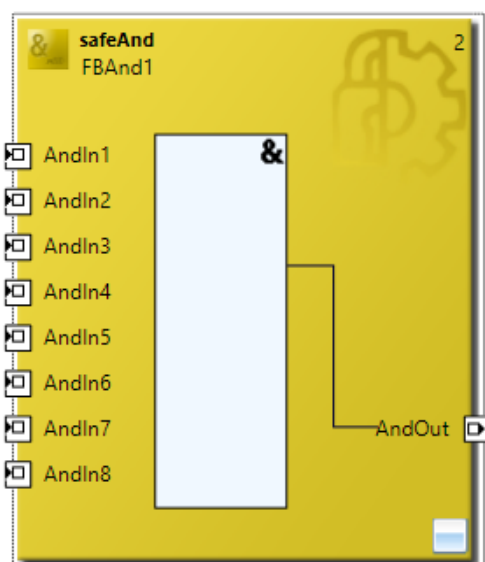 & safeAnd 2
FBAnd1
&
AndIn1
AndIn2
AndIn3
AndIn4
AndIn5
AndIn6
AndIn7
AndOut
AndIn8